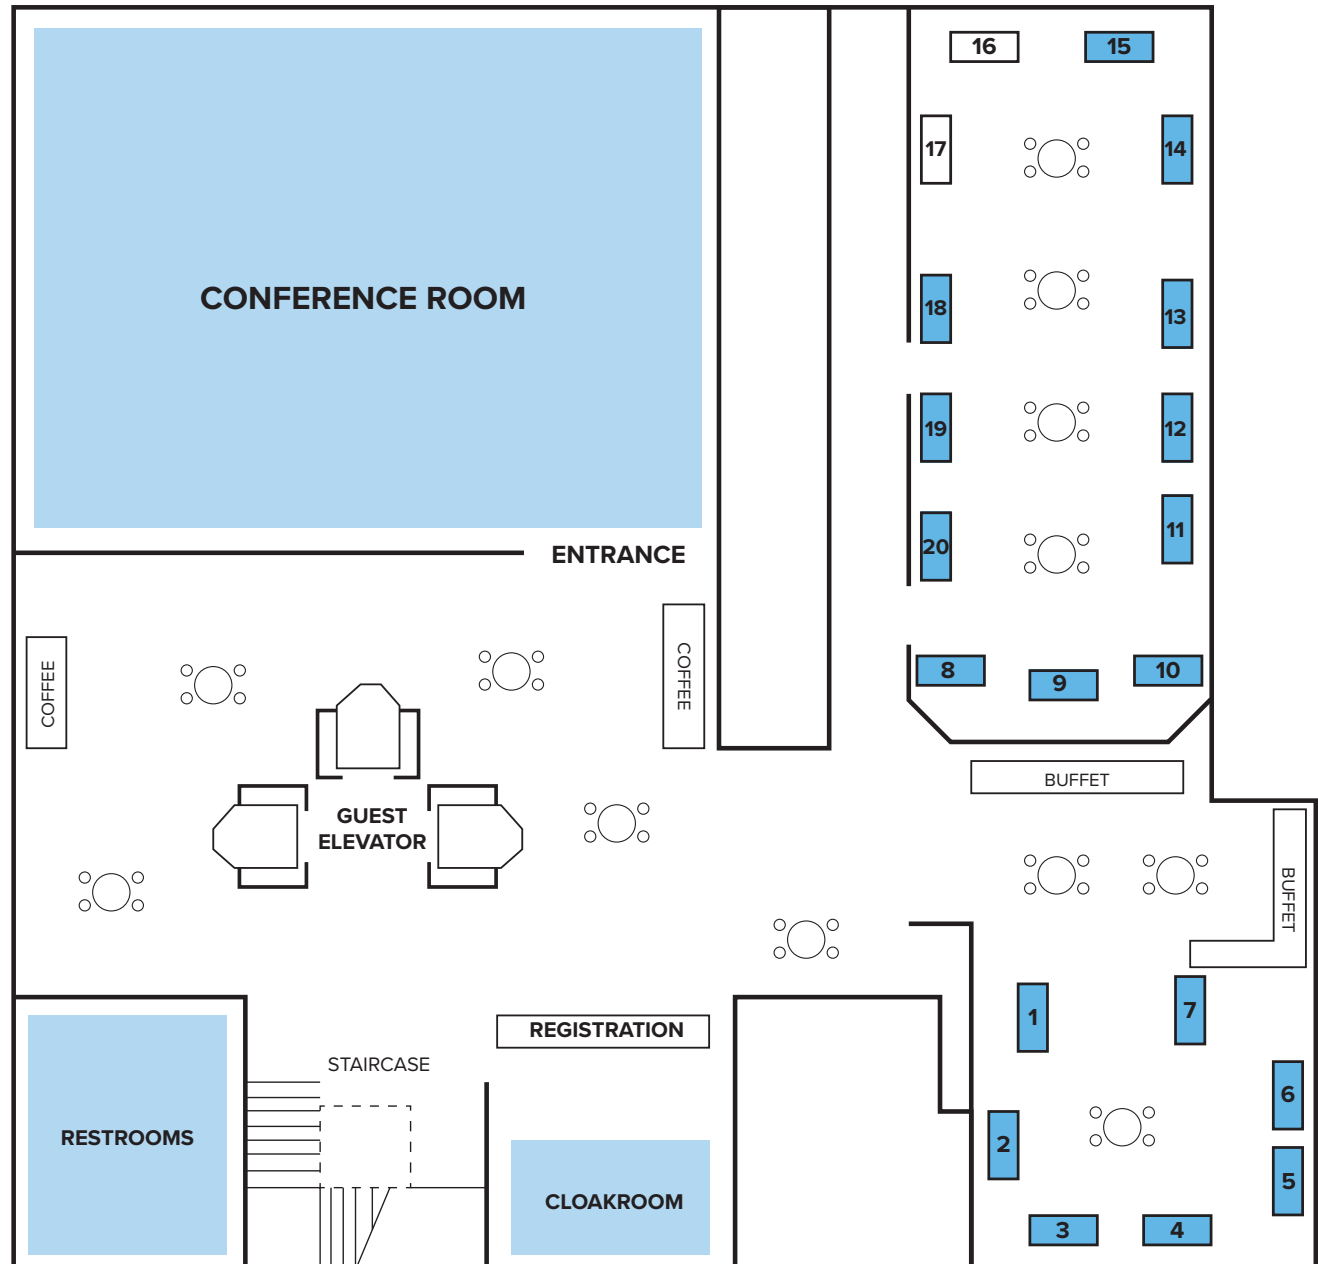 16
15
17
14
CONFERENCE ROOM
18
13
19
12
11
20
ENTRANCE
COFFEE
COFFEE
8
9
10
BUFFET
GUEST
ELEVATOR
BUFFET
1
7
REGISTRATION
STAIRCASE
6
RESTROOMS
2
5
CLOAKROOM
3
4